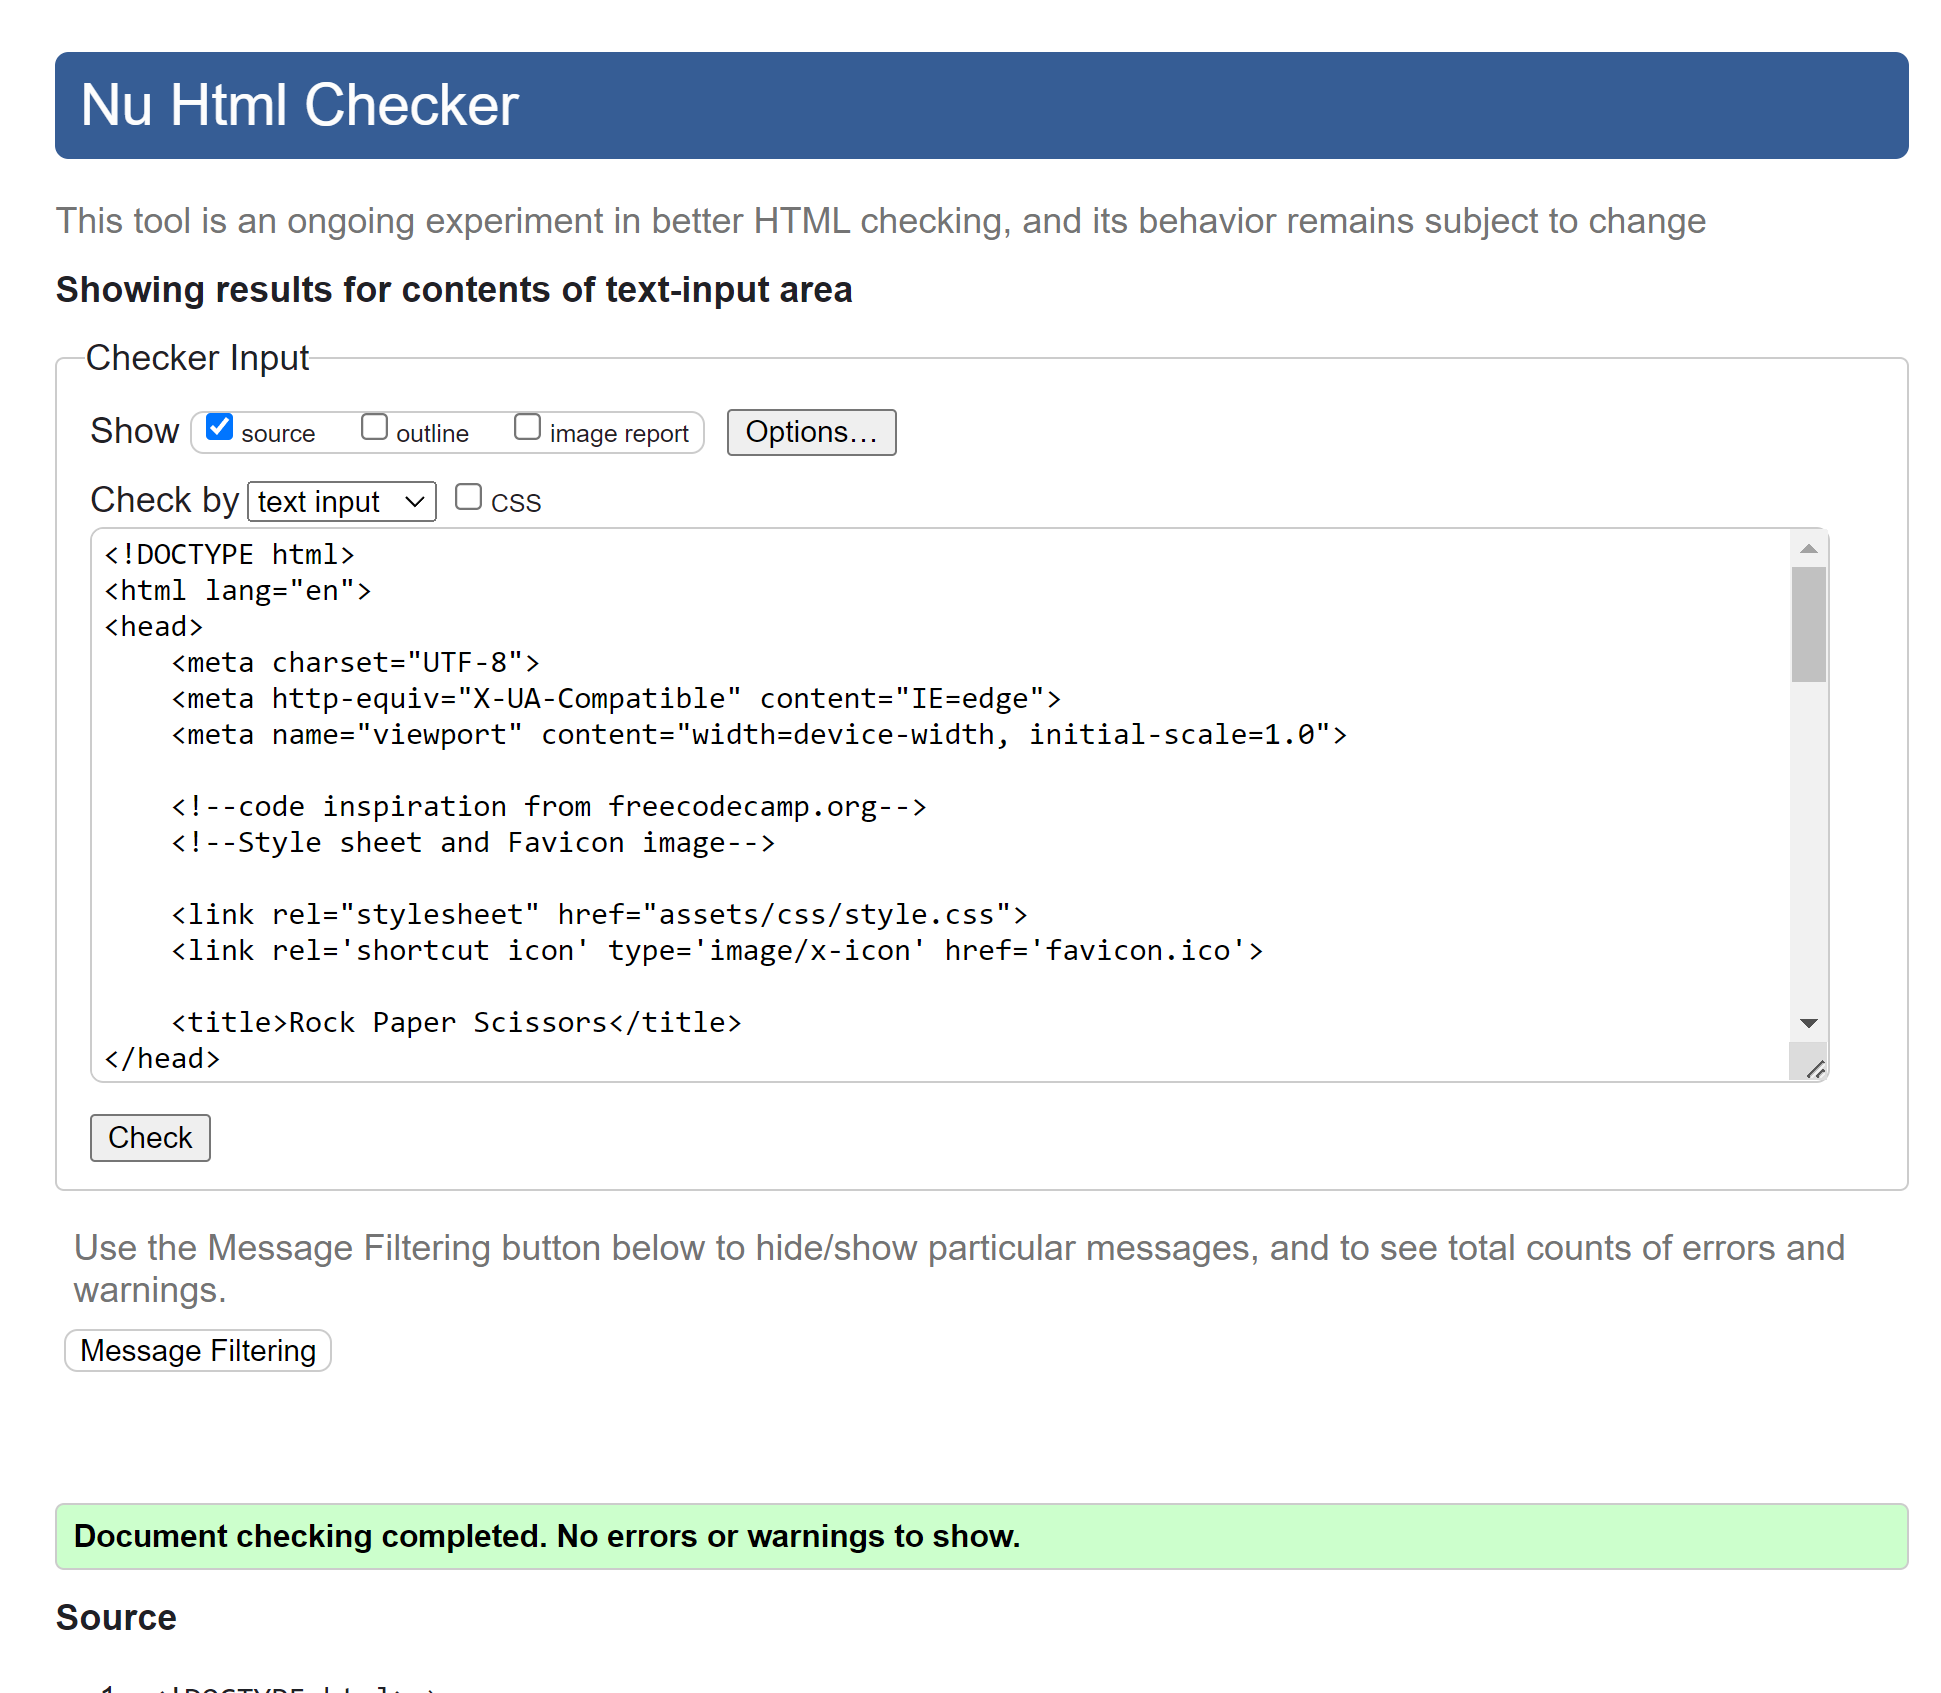 Nu Html Checker
This tool is an ongoing experiment in better HTML checking, and its behavior remains subject to change
Showing results for contents of text-input area
Checker Input
Show source outline image report Options...
Check by text input CSS
<!DOCTYPE html>
<html lang="en">
<head>
    <meta charset="UTF-8">
    <meta http-equiv="X-UA-Compatible" content="IE=edge">
    <meta name="viewport" content="width=device-width, initial-scale=1.0">
    <!--code inspiration from freecodecamp.org-->
    <!--Style sheet and Favicon image-->
    <link rel="stylesheet" href="assets/css/style.css">
    <link rel='shortcut icon' type='image/x-icon' href='favicon.ico'>
    <title>Rock Paper Scissors</title>
</head>
Check
Use the Message Filtering button below to hide/show particular messages, and to see total counts of errors and
warnings.
Message Filtering
Document checking completed. No errors or warnings to show.
Source